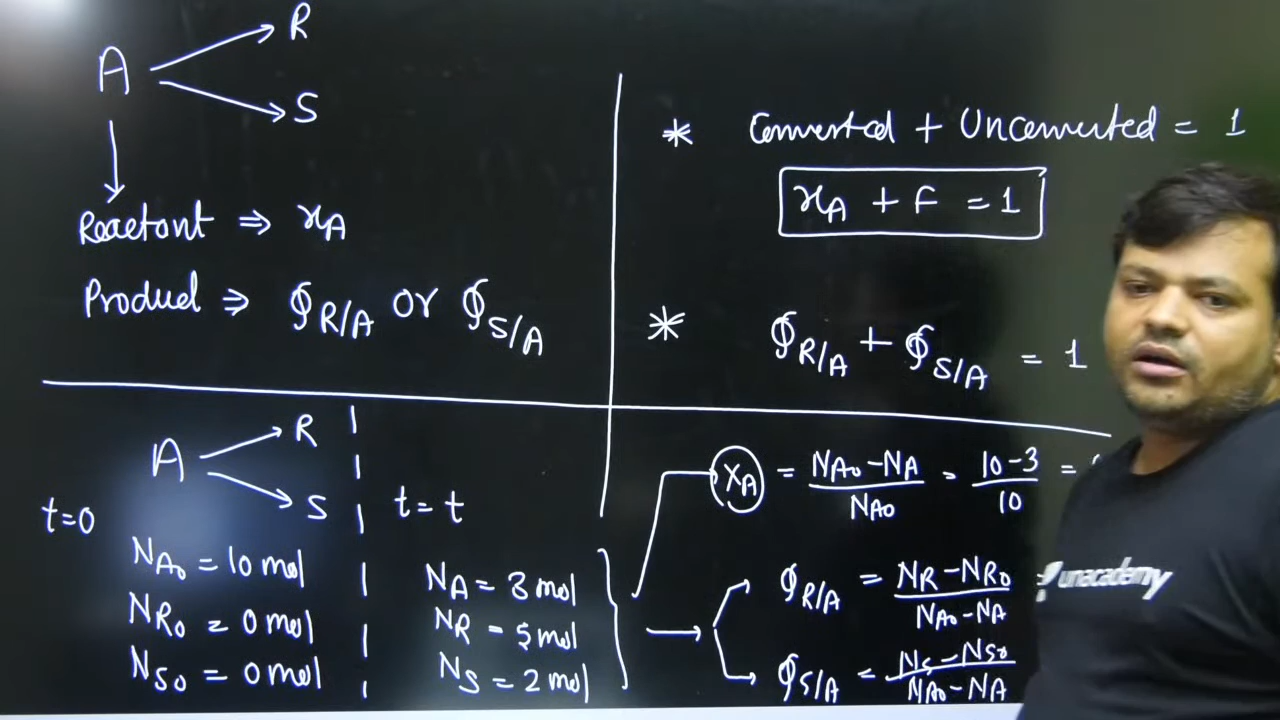 A → R
→ S
↓
Reactant ⇒ xA
Product ⇒ ϕR/A or ϕS/A
* Converted + Unconverted = 1
xA + F = 1
* ϕR/A + ϕS/A = 1
A → R
→ S
t=0
NA0 = 10 mol
NR0 = 0 mol
NS0 = 0 mol
t = t
NA = 3 mol
NR = 5 mol
NS = 2 mol
XA = NA0 - NA / NA0 = 10 - 3 / 10 =
ϕR/A = NR - NR0 / NA0 - NA
ϕS/A = NS - NS0 / NA0 - NA
unacademy